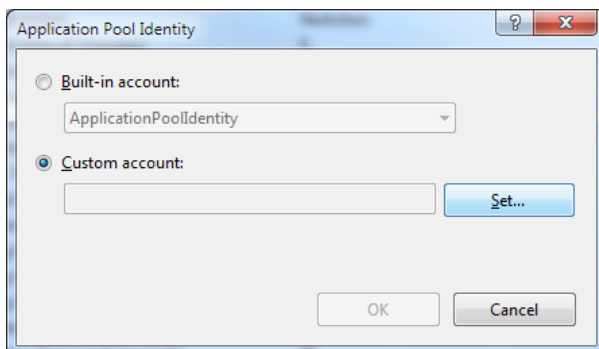 Application Pool Identity
Built-in account:
ApplicationPoolIdentity
Custom account:
Set...
OK
Cancel